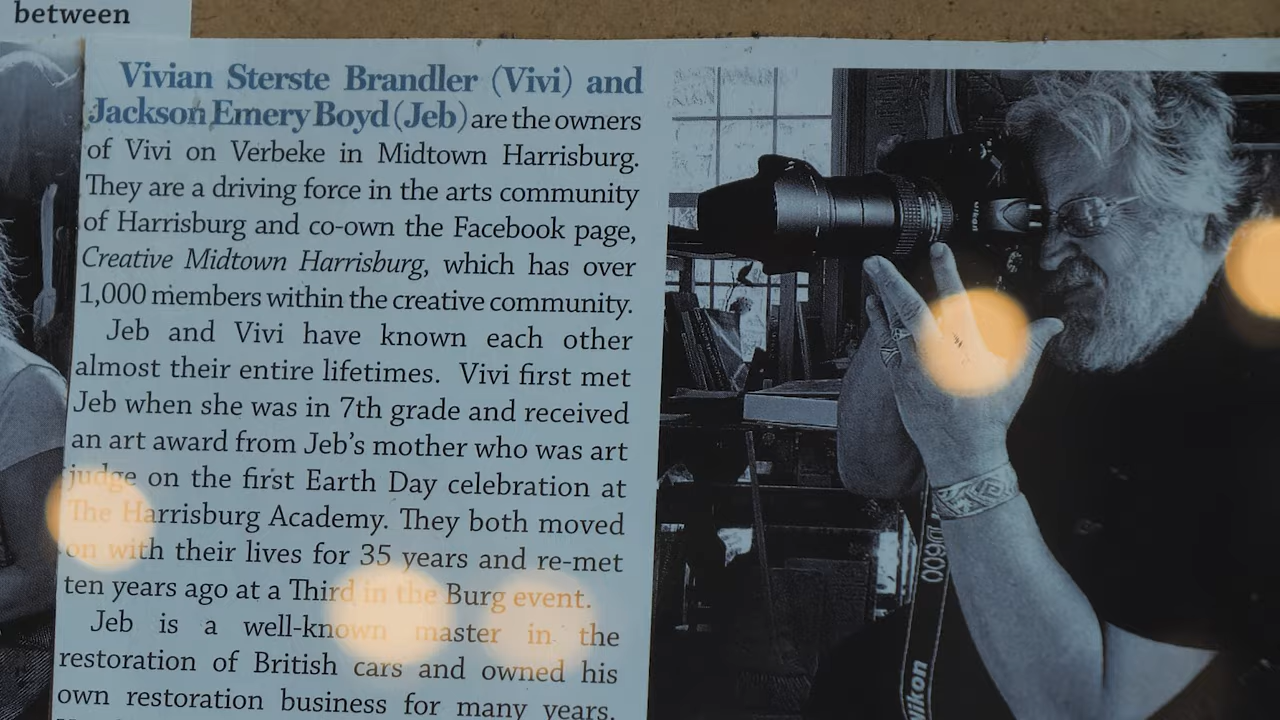 between
Vivian Sterste Brandler (Vivi) and
Jackson Emery Boyd (Jeb) are the owners
of Vivi on Verbeke in Midtown Harrisburg.
They are a driving force in the arts community
of Harrisburg and co-own the Facebook page,
Creative Midtown Harrisburg, which has over
1,000 members within the creative community.
Jeb and Vivi have known each other
almost their entire lifetimes. Vivi first met
Jeb when she was in 7th grade and received
an art award from Jeb's mother who was art
judge on the first Earth Day celebration at
The Harrisburg Academy. They both moved
on with their lives for 35 years and re-met
ten years ago at a Third in the Burg event.
Jeb is a well-known master in the
restoration of British cars and owned his
own restoration business for many years.
Nikon
D600
Nikon